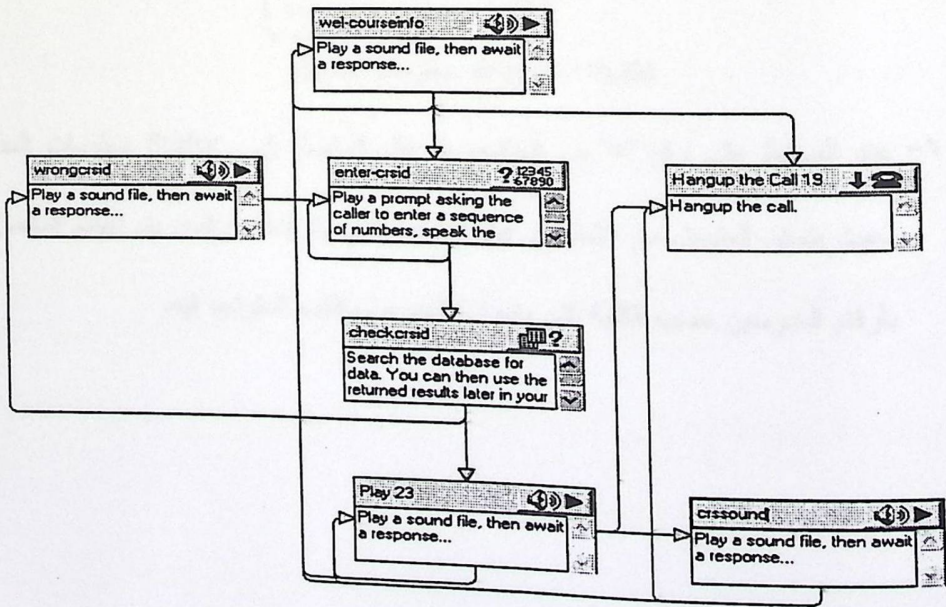 wel-courseinfo
Play a sound file, then await
a response...
wrongcrsid
Play a sound file, then await
a response...
enter-crsid
? 12345
67890
Play a prompt asking the
caller to enter a sequence
of numbers, speak the
Hangup the Call 19
Hangup the call.
checkcrsid
?
Search the database for
data. You can then use the
returned results later in your
Play 23
Play a sound file, then await
a response...
crssound
Play a sound file, then await
a response...